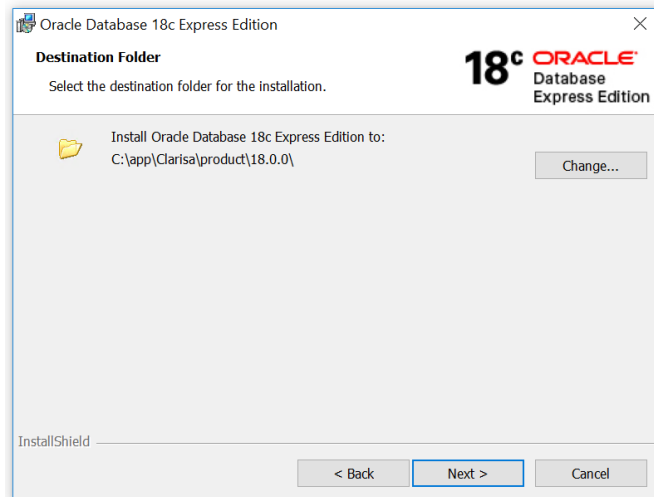 Oracle Database 18c Express Edition
Destination Folder
Select the destination folder for the installation.
18c ORACLE®
Database
Express Edition
Install Oracle Database 18c Express Edition to:
C:\app\Clarisa\product\18.0.0\
Change...
InstallShield
< Back Next > Cancel